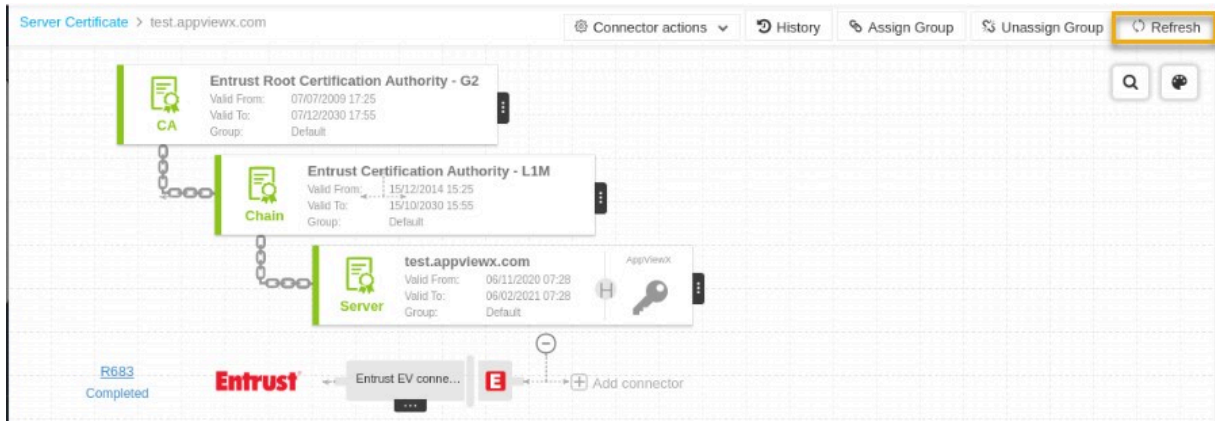 Server Certificate > test.appviewx.com
Connector actions
History
Assign Group
Unassign Group
Refresh
Entrust Root Certification Authority - G2
Valid From: 07/07/2009 17:25
Valid To: 07/12/2030 17:55
Group: Default
CA
Entrust Certification Authority - L1M
Valid From: 15/12/2014 15:25
Valid To: 15/10/2030 15:55
Group: Default
Chain
test.appviewx.com
Valid From: 06/11/2020 07:28
Valid To: 06/02/2021 07:28
Group: Default
Server
H
AppViewX
R683
Completed
Entrust
Entrust EV conne...
E
Add connector